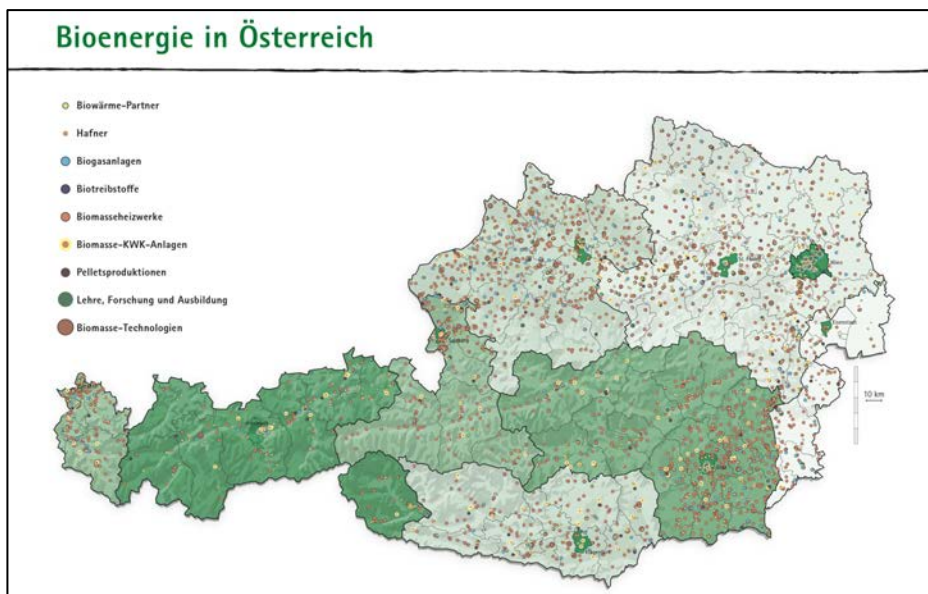 Bioenergie in Österreich
Biowärme-Partner
Hafner
Biogasanlagen
Biotreibstoffe
Biomasseheizwerke
Biomasse-KWK-Anlagen
Pelletsproduktionen
Lehre, Forschung und Ausbildung
Biomasse-Technologien
10 km